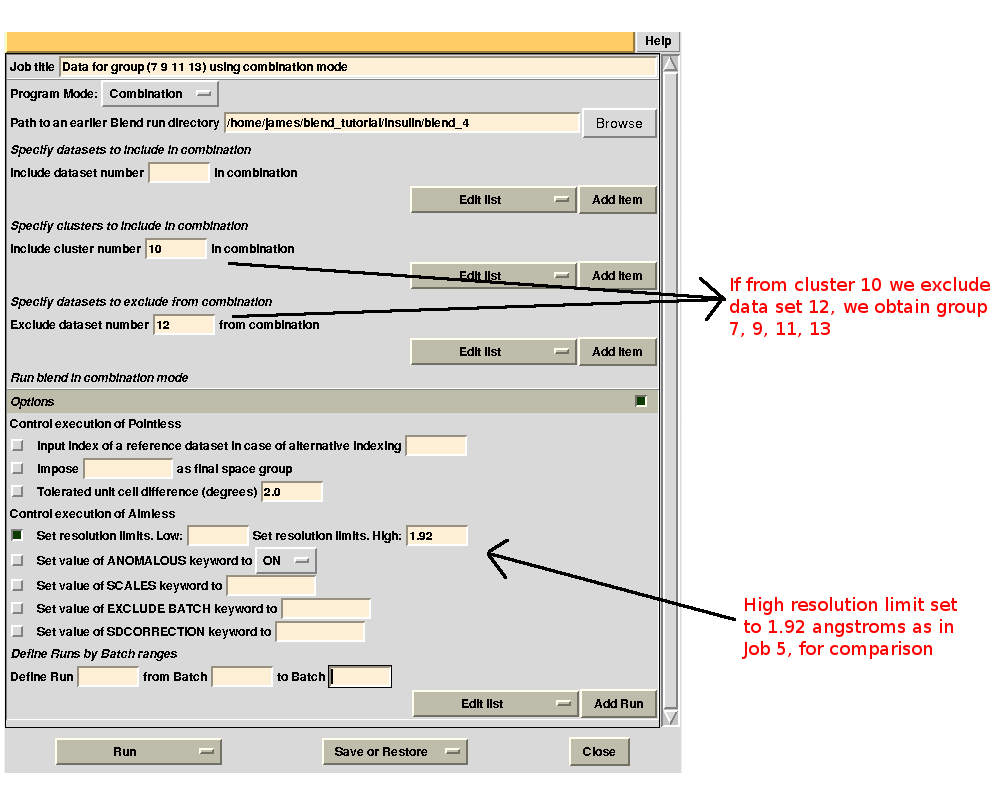 Help
Job title Data for group (7 9 11 13) using combination mode
Program Mode: Combination
Path to an earlier Blend run directory /home/james/blend_tutorial/insulin/blend_4 Browse
Specify datasets to include in combination
Include dataset number in combination
Edit list Add item
Specify clusters to include in combination
Include cluster number 10 in combination
Edit list Add item
Specify datasets to exclude from combination
Exclude dataset number 12 from combination
Edit list Add item
Run blend in combination mode
Options
Control execution of Pointless
Input index of a reference dataset in case of alternative indexing
Impose as final space group
Tolerated unit cell difference (degrees) 2.0
Control execution of Aimless
Set resolution limits. Low: Set resolution limits. High: 1.92
Set value of ANOMALOUS keyword to ON
Set value of SCALES keyword to
Set value of EXCLUDE BATCH keyword to
Set value of SDCORRECTION keyword to
Define Runs by Batch ranges
Define Run from Batch to Batch
Edit list Add Run
Run Save or Restore Close
If from cluster 10 we exclude
data set 12, we obtain group
7, 9, 11, 13
High resolution limit set
to 1.92 angstroms as in
Job 5, for comparison